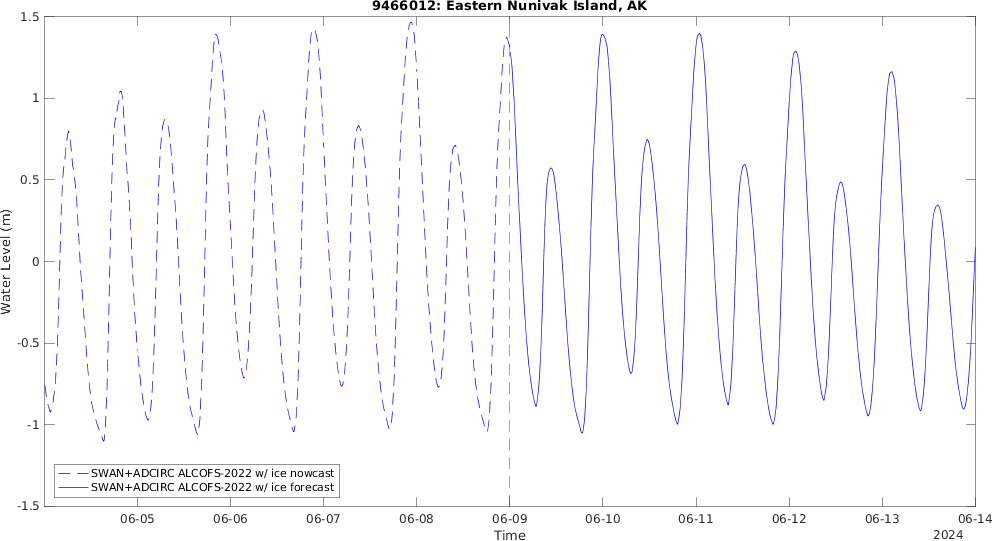 9466012: Eastern Nunivak Island, AK
1.5
1
0.5
0
-0.5
-1
-1.5
Water Level (m)
SWAN+ADCIRC ALCOFS-2022 w/ ice nowcast
SWAN+ADCIRC ALCOFS-2022 w/ ice forecast
06-05 06-06 06-07 06-08 06-09 06-10 06-11 06-12 06-13 06-14
Time
2024